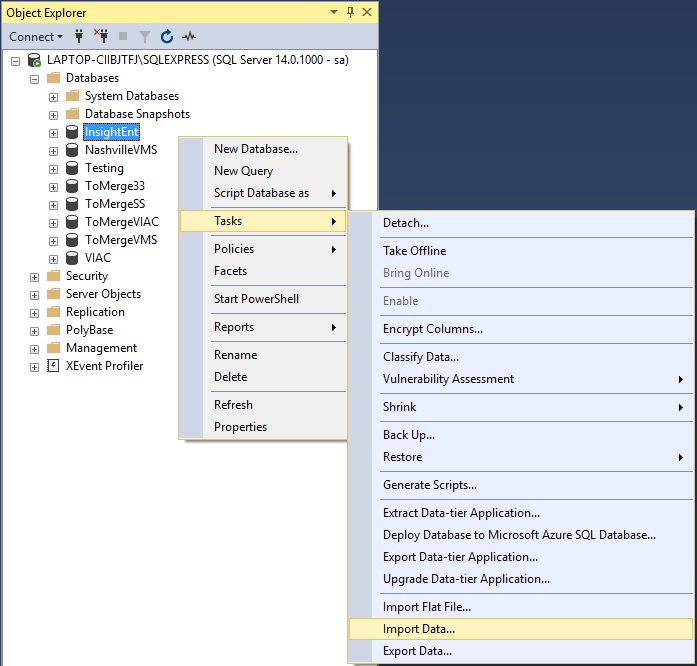 Object Explorer
Connect
LAPTOP-CIIBJTFJ\SQLEXPRESS (SQL Server 14.0.1000 - sa)
Databases
System Databases
Database Snapshots
InsightEnt
NashvilleVMS
Testing
ToMerge33
ToMergeSS
ToMergeVIAC
ToMergeVMS
VIAC
Security
Server Objects
Replication
PolyBase
Management
XEvent Profiler
New Database...
New Query
Script Database as
Tasks
Policies
Facets
Start PowerShell
Reports
Rename
Delete
Refresh
Properties
Detach...
Take Offline
Bring Online
Enable
Encrypt Columns...
Classify Data...
Vulnerability Assessment
Shrink
Back Up...
Restore
Generate Scripts...
Extract Data-tier Application...
Deploy Database to Microsoft Azure SQL Database...
Export Data-tier Application...
Upgrade Data-tier Application...
Import Flat File...
Import Data...
Export Data...